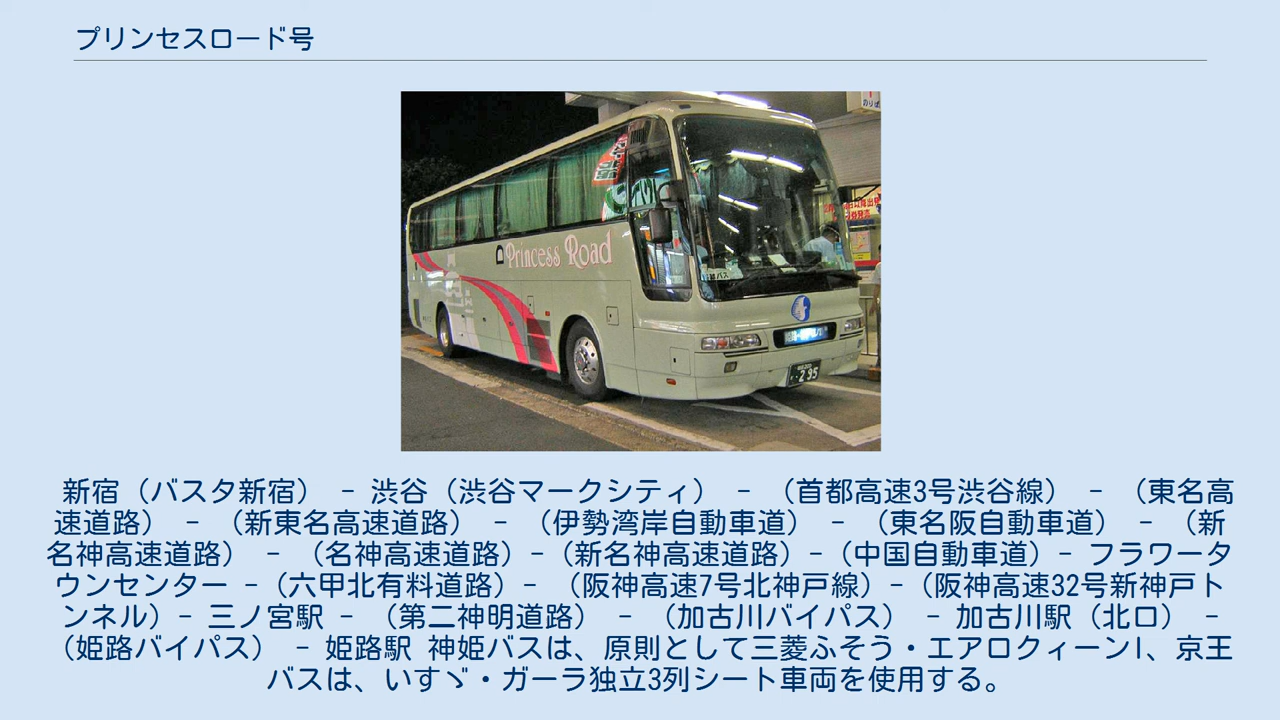 プリンセスロード号
Princess Road
295
新宿（バスタ新宿） - 渋谷（渋谷マークシティ） - （首都高速3号渋谷線） - （東名高
速道路） - （新東名高速道路） - （伊勢湾岸自動車道） - （東名阪自動車道） - （新
名神高速道路） - （名神高速道路）-（新名神高速道路）-（中国自動車道）- フラワータ
ウンセンター -（六甲北有料道路）- （阪神高速7号北神戸線）-（阪神高速32号新神戸ト
ンネル）- 三ノ宮駅 - （第二神明道路） - （加古川バイパス） - 加古川駅（北口） -
（姫路バイパス） - 姫路駅 神姫バスは、原則として三菱ふそう・エアロクィーンI、京王
バスは、いすゞ・ガーラ独立3列シート車両を使用する。